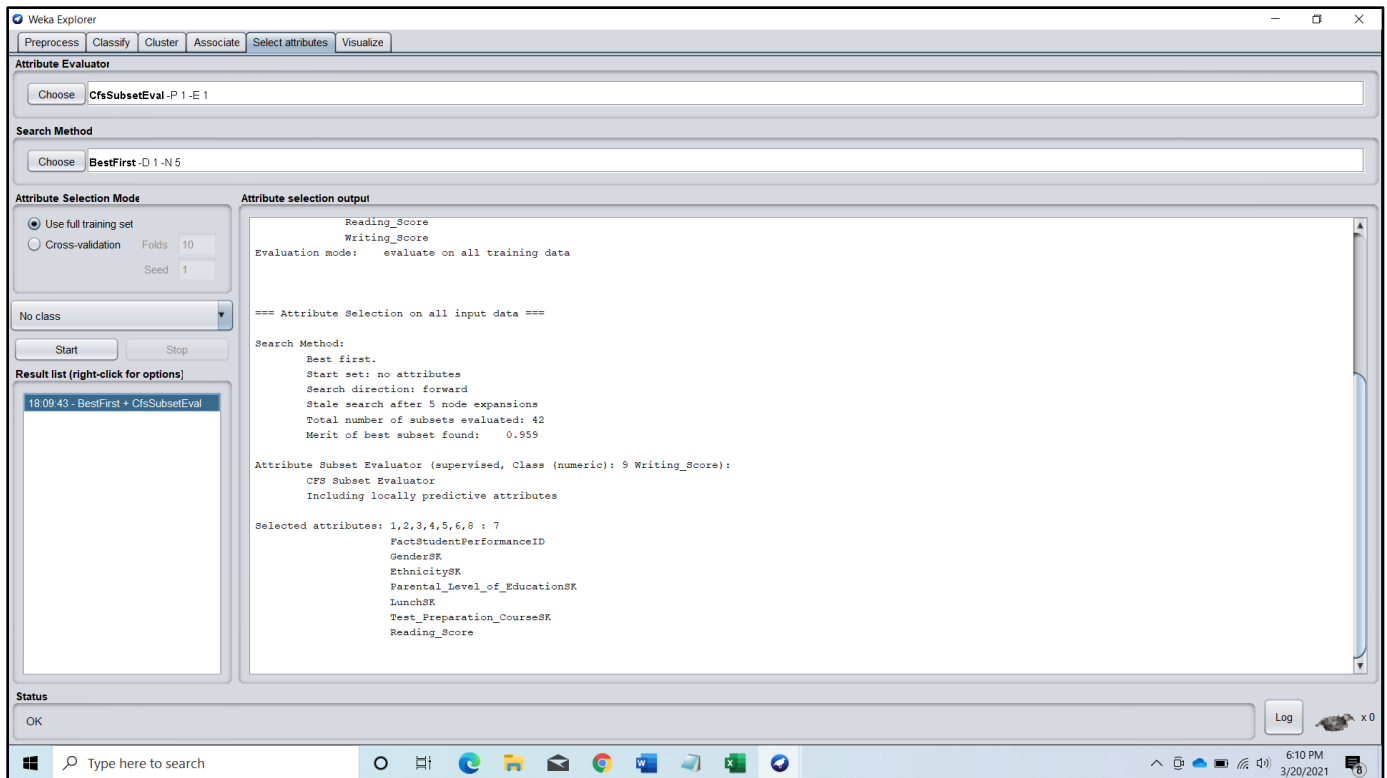 Weka Explorer
Preprocess Classify Cluster Associate Select attributes Visualize
Attribute Evaluator
Choose CfsSubsetEval -P 1 -E 1
Search Method
Choose BestFirst -D 1 -N 5
Attribute Selection Mode
Use full training set
Cross-validation Folds 10
Seed 1
No class
Start Stop
Result list (right-click for options)
18:09:43 - BestFirst + CfsSubsetEval
Attribute selection output
Reading_Score
Writing_Score
Evaluation mode: evaluate on all training data
=== Attribute Selection on all input data ===
Search Method:
Best first.
Start set: no attributes
Search direction: forward
Stale search after 5 node expansions
Total number of subsets evaluated: 42
Merit of best subset found: 0.959
Attribute Subset Evaluator (supervised, Class (numeric): 9 Writing_Score):
CFS Subset Evaluator
Including locally predictive attributes
Selected attributes: 1,2,3,4,5,6,8 : 7
FactStudentPerformanceID
GenderSK
EthnicitySK
Parental_Level_of_EducationSK
LunchSK
Test_Preparation_CourseSK
Reading_Score
Status
OK
Log x 0
Type here to search
6:10 PM
3/20/2021
8